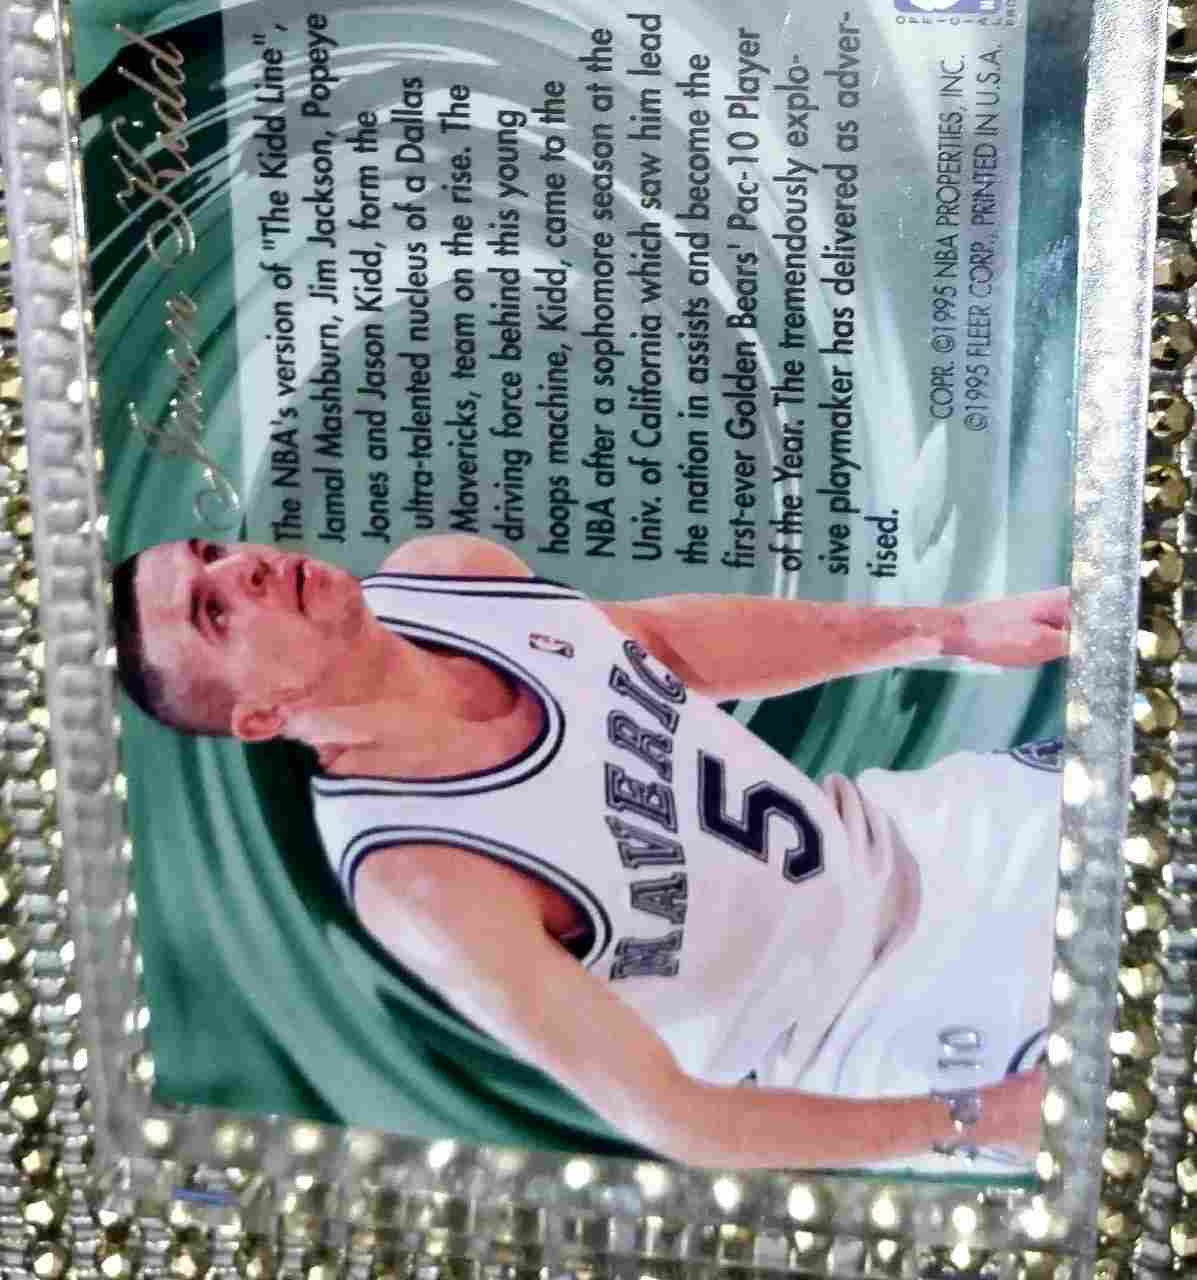 Jason Kidd
The NBA's version of "The Kidd Line",
Jamal Mashburn, Jim Jackson, Popeye
Jones and Jason Kidd, form the
ultra-talented nucleus of a Dallas
Mavericks, team on the rise. The
driving force behind this young
hoops machine, Kidd, came to the
NBA after a sophomore season at the
Univ. of California which saw him lead
the nation in assists and become the
first-ever Golden Bears' Pac-10 Player
of the Year. The tremendously explo-
sive playmaker has delivered as adver-
tised.
COPR. ©1995 NBA PROPERTIES, INC.
©1995 FLEER CORP., PRINTED IN U.S.A.
MAVERIC
5